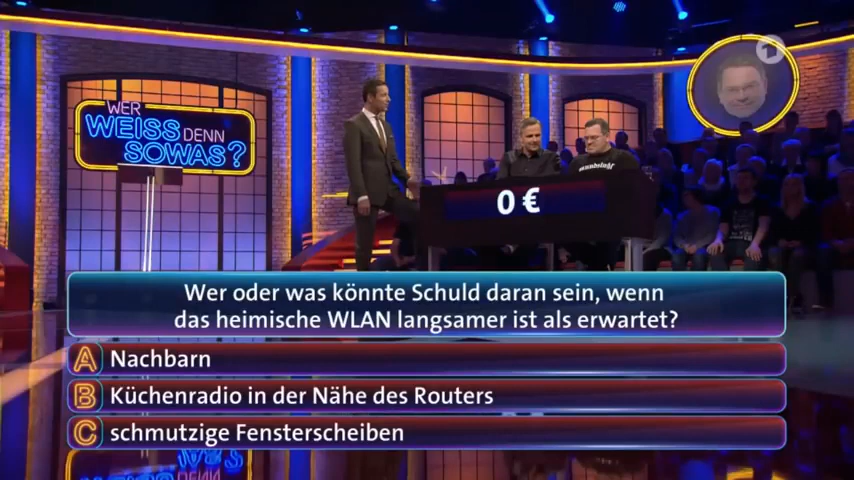 WER
WEISS DENN
SOWAS?
0 €
Wer oder was könnte Schuld daran sein, wenn
das heimische WLAN langsamer ist als erwartet?
A Nachbarn
B Küchenradio in der Nähe des Routers
C schmutzige Fensterscheiben